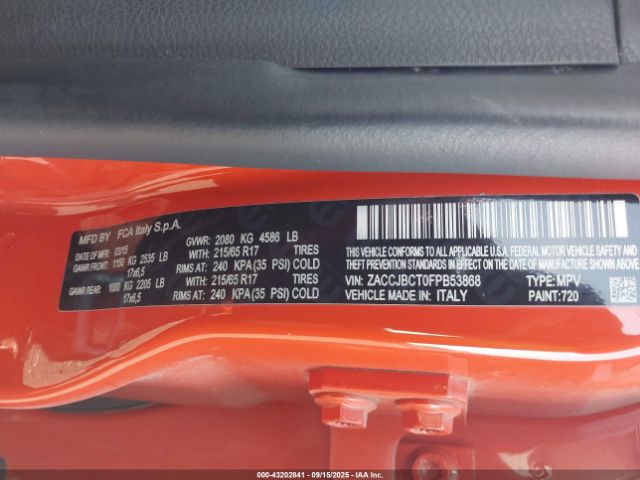 MFD BY FCA Italy S.p.A.
DATE OF MFR: 03/15 GVWR: 2080 KG 4586 LB
GAWR FRONT: 1150 KG 2535 LB WITH: 215/65 R17 TIRES
17x6,5 RIMS AT: 240 KPA(35 PSI) COLD
GAWR REAR: 1000 KG 2205 LB WITH: 215/65 R17 TIRES
17x6,5 RIMS AT: 240 KPA(35 PSI) COLD
THIS VEHICLE CONFORMS TO ALL APPLICABLE U.S.A. FEDERAL MOTOR
VEHICLE SAFETY, BUMPER, AND THEFT PREVENTION STANDARDS IN EFFECT
ON THE DATE OF MANUFACTURE SHOWN ABOVE.
VIN: ZACCJBCT0FPB53868 TYPE: MPV
VEHICLE MADE IN: ITALY PAINT: 720
000-43202841 - 09/15/2025 - IAA Inc.